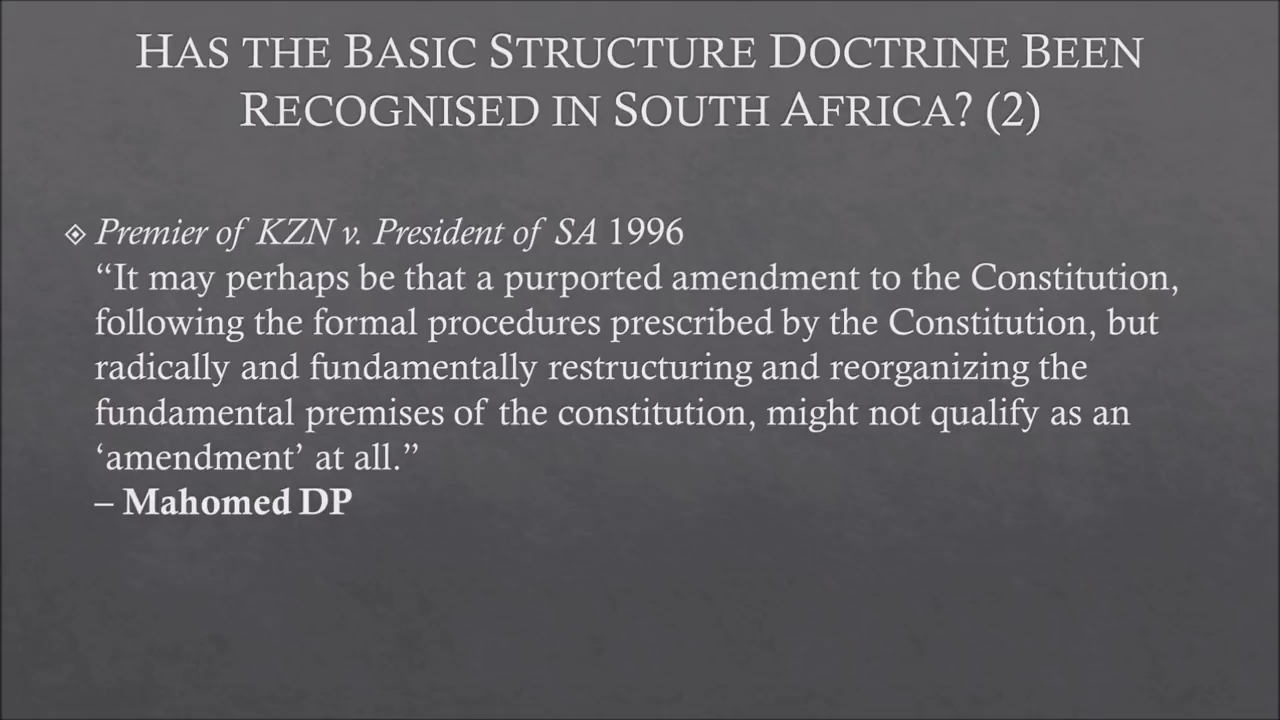 HAS THE BASIC STRUCTURE DOCTRINE BEEN
RECOGNISED IN SOUTH AFRICA? (2)
Premier of KZN v. President of SA 1996
“It may perhaps be that a purported amendment to the Constitution,
following the formal procedures prescribed by the Constitution, but
radically and fundamentally restructuring and reorganizing the
fundamental premises of the constitution, might not qualify as an
‘amendment’ at all.”
– Mahomed DP